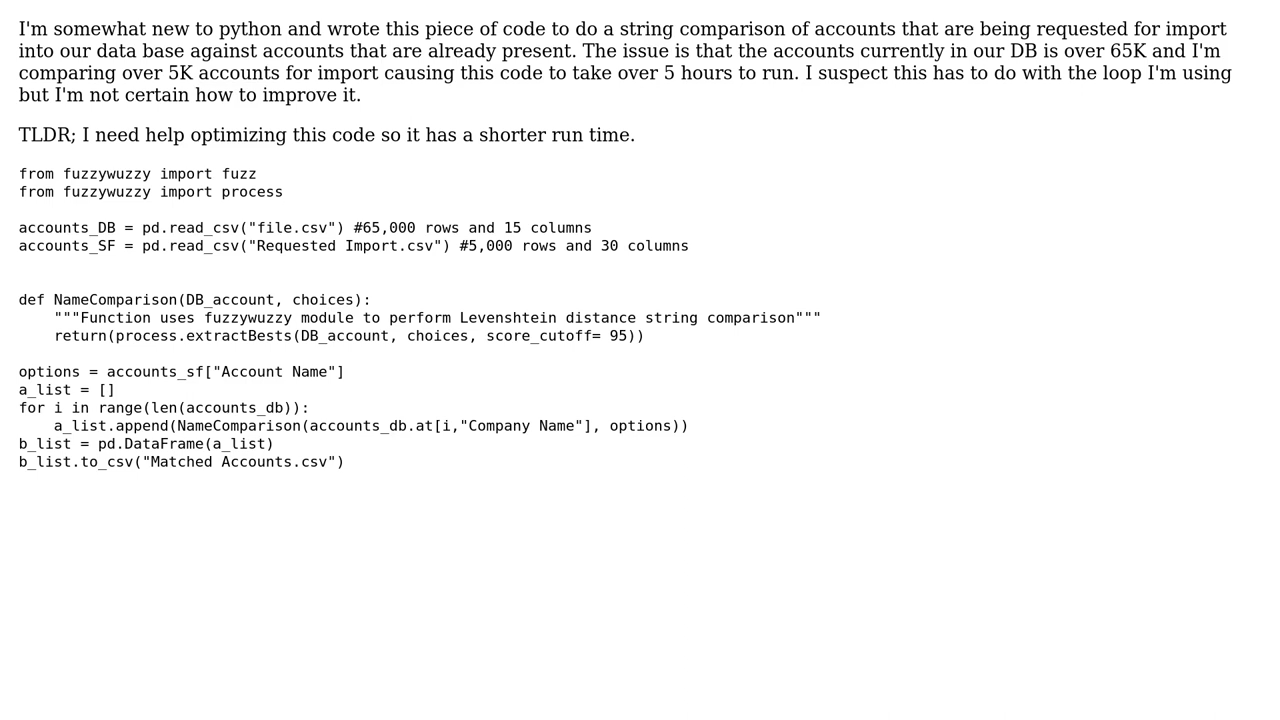 I'm somewhat new to python and wrote this piece of code to do a string comparison of accounts that are being requested for import
into our data base against accounts that are already present. The issue is that the accounts currently in our DB is over 65K and I'm
comparing over 5K accounts for import causing this code to take over 5 hours to run. I suspect this has to do with the loop I'm using
but I'm not certain how to improve it.
TLDR; I need help optimizing this code so it has a shorter run time.
from fuzzywuzzy import fuzz
from fuzzywuzzy import process
accounts_DB = pd.read_csv("file.csv") #65,000 rows and 15 columns
accounts_SF = pd.read_csv("Requested Import.csv") #5,000 rows and 30 columns
def NameComparison(DB_account, choices):
    """Function uses fuzzywuzzy module to perform Levenshtein distance string comparison"""
    return(process.extractBests(DB_account, choices, score_cutoff= 95))
options = accounts_sf["Account Name"]
a_list = []
for i in range(len(accounts_db)):
    a_list.append(NameComparison(accounts_db.at[i,"Company Name"], options))
b_list = pd.DataFrame(a_list)
b_list.to_csv("Matched Accounts.csv")